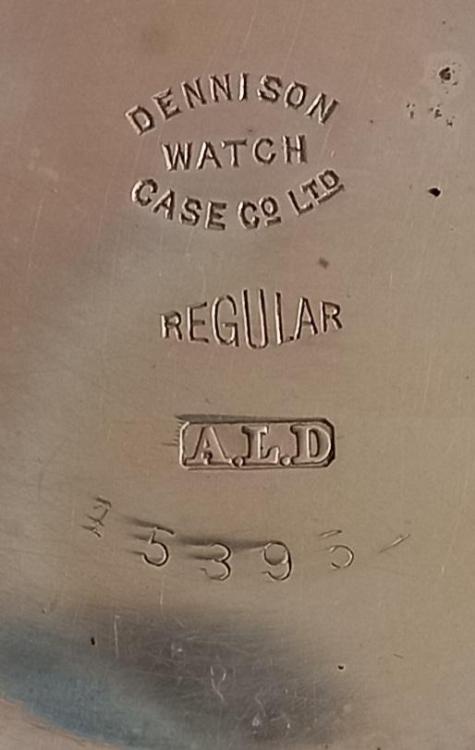 DENNISON
WATCH
CASE Cº LTD
REGULAR
A.L.D